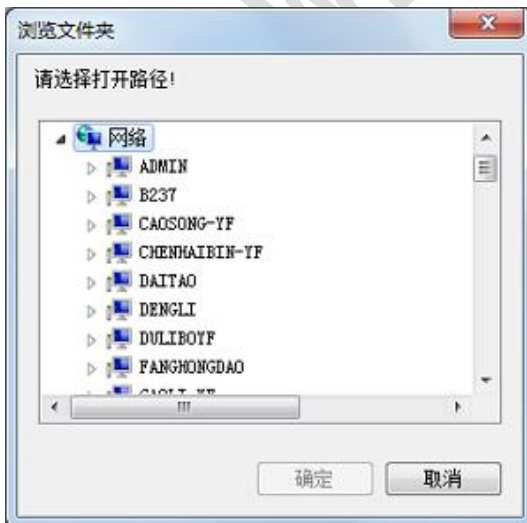 浏览文件夹
请选择打开路径!
网络
ADMIN
B237
CAOSONG-YF
CHENHAIBIN-YF
DAITAO
DENGLI
DULIBOYF
FANGHONGDAO
确定
取消